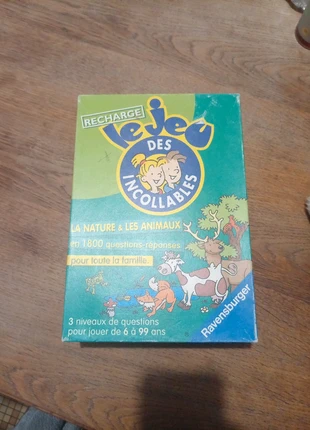 RECHARGE
le jeu
DES
INCOLLABLES
LA NATURE & LES ANIMAUX
en 1800 questions-réponses
pour toute la famille
3 niveaux de questions
pour jouer de 6 à 99 ans
Ravensburger